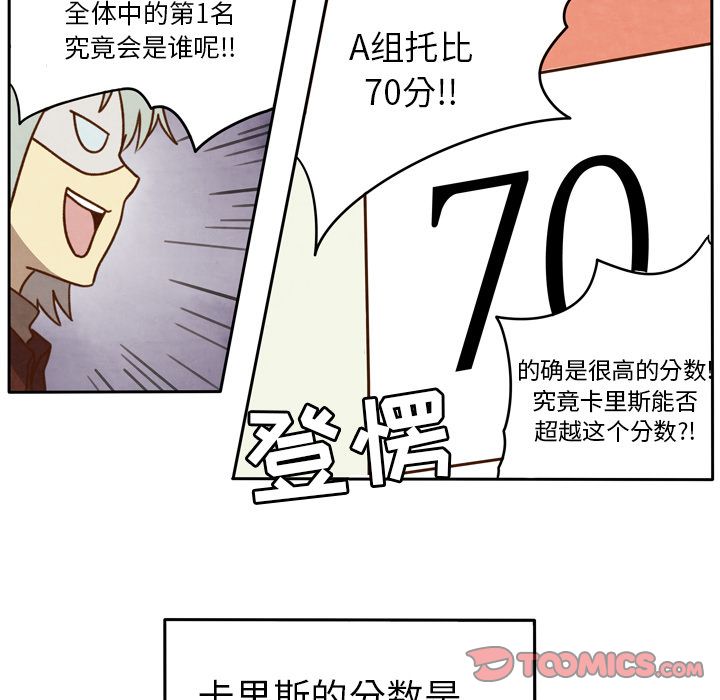 全体中的第1名
究竟会是谁呢!!
A组托比
70分!!
70
的确是很高的分数!
究竟卡里斯能否
超越这个分数?!
登愣
卡里斯的分数是
TOOMICS.COM